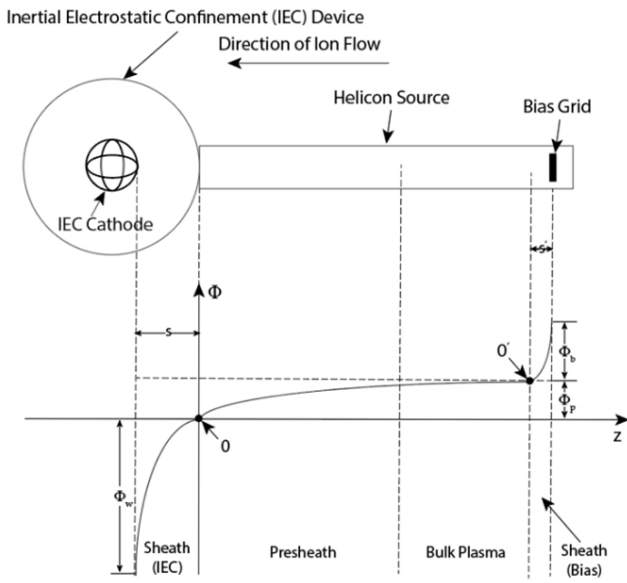 Inertial Electrostatic Confinement (IEC) Device
Direction of Ion Flow
Helicon Source
Bias Grid
IEC Cathode
s'
Φ
s
0'
Φb
Φp
0
z
Φw
Sheath
(IEC)
Presheath
Bulk Plasma
Sheath
(Bias)